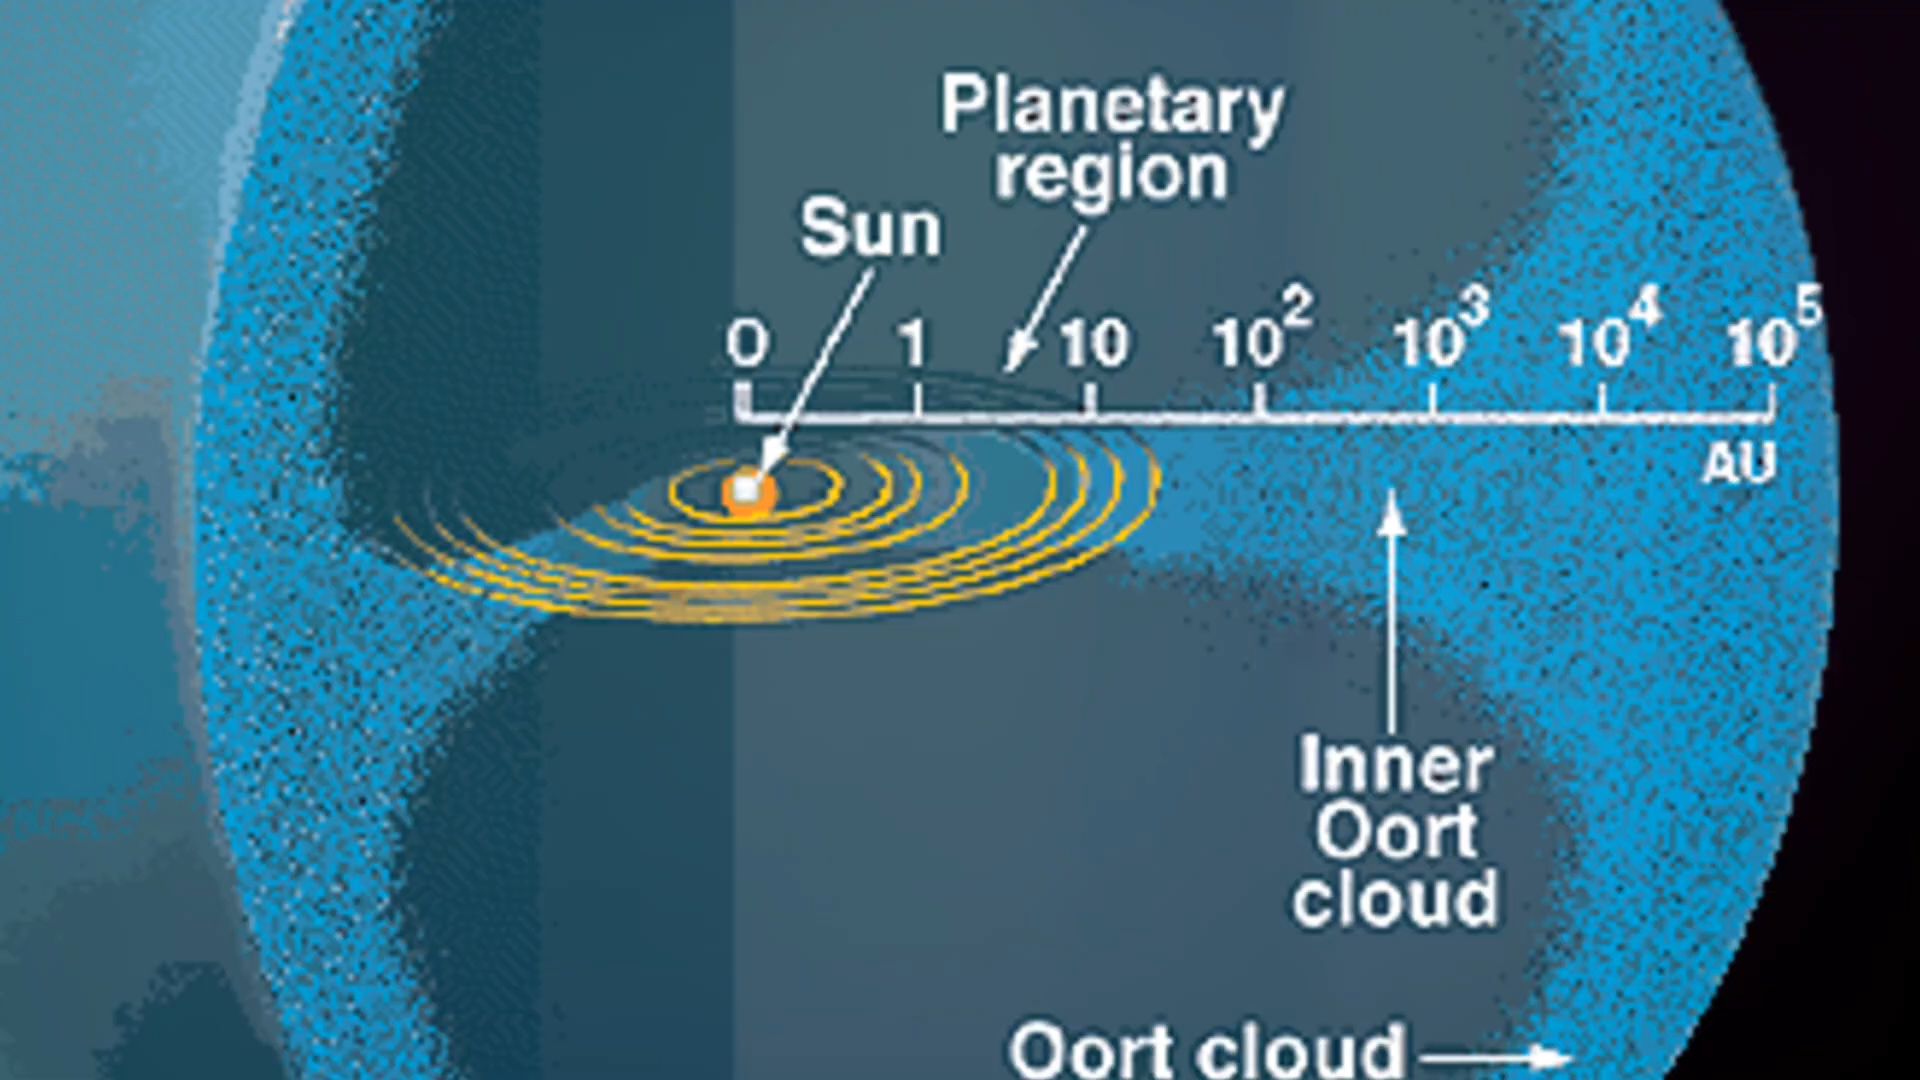 Planetary
region
Sun
0 1 10 10² 10³ 10⁴ 10⁵
AU
Inner
Oort
cloud
Oort cloud